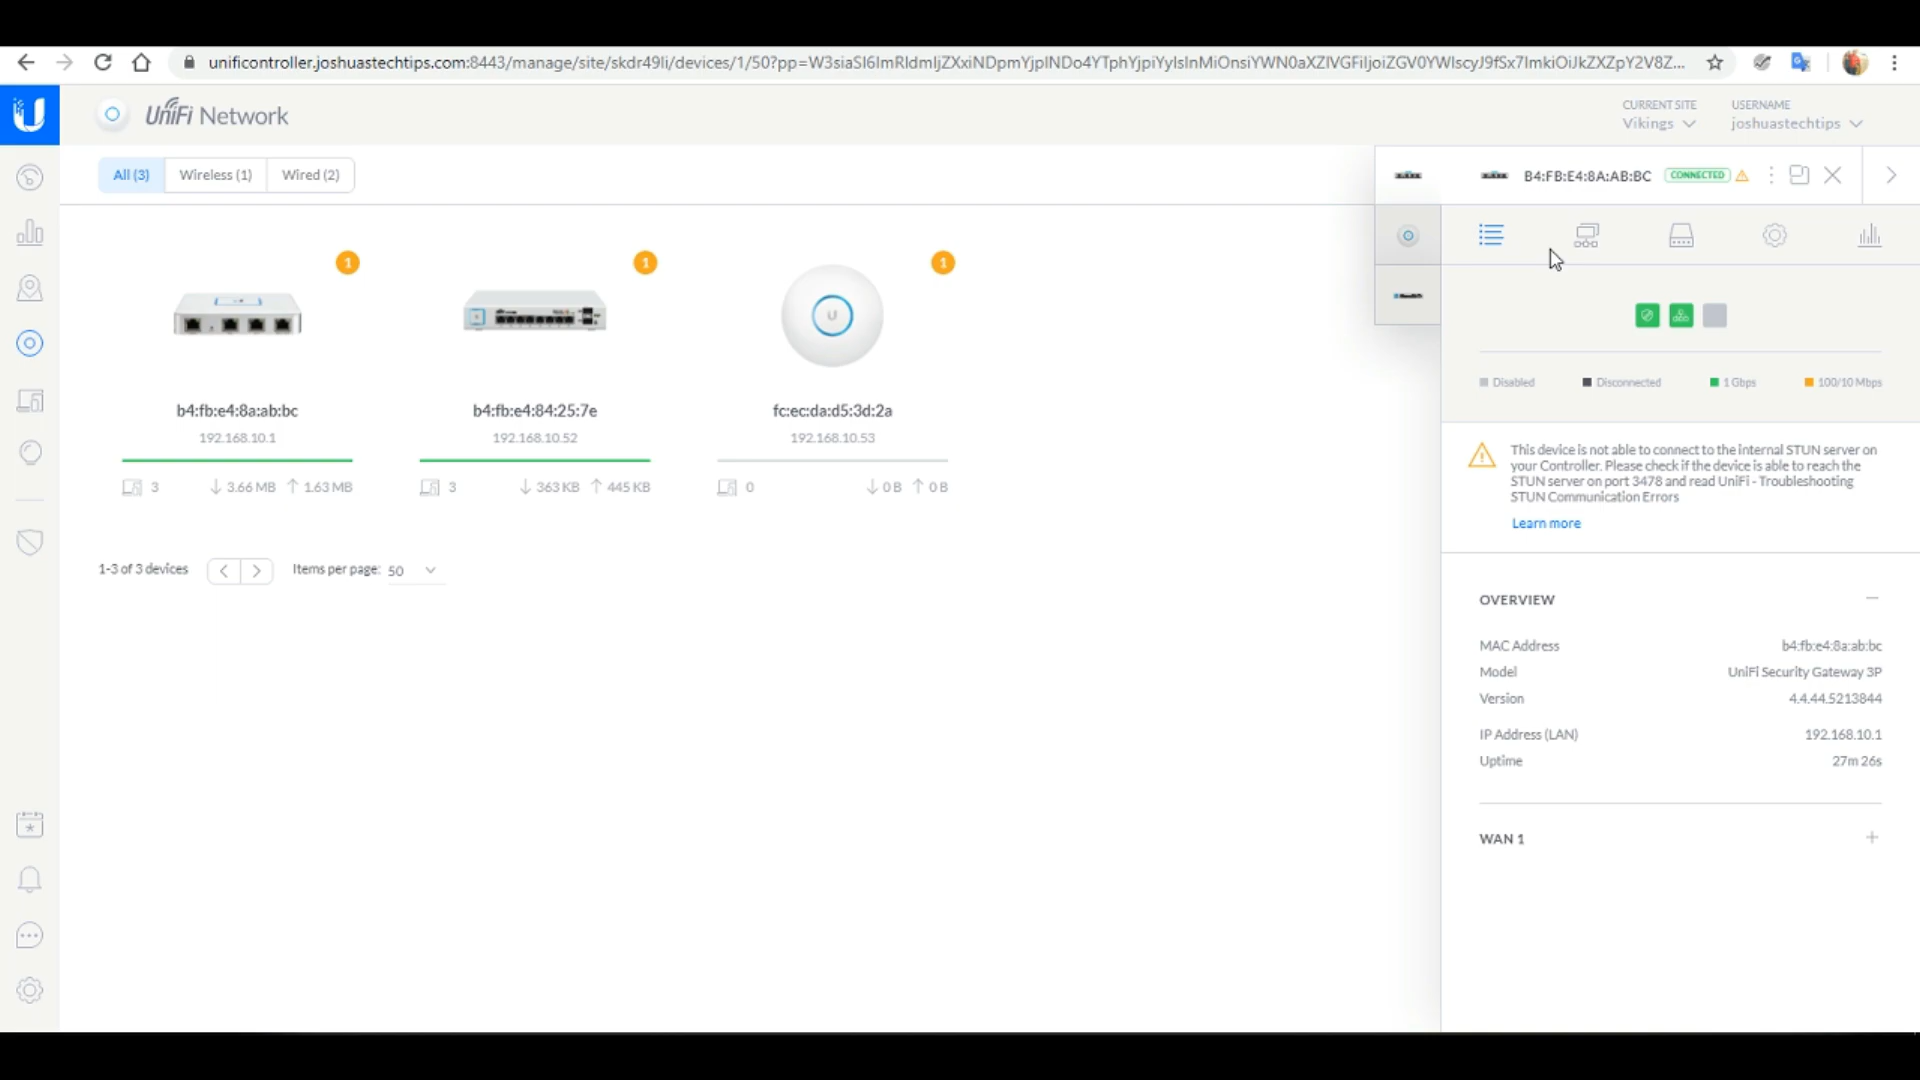 unificontroller.joshuastechtips.com:8443/manage/site/skdr49li/devices/1/50?pp=
UniFi Network
CURRENT SITE
Vikings
USERNAME
joshuastechtips
All (3)
Wireless (1)
Wired (2)
B4:FB:E4:8A:AB:BC
CONNECTED
1
1
1
U
b4:fb:e4:8a:ab:bc
192.168.10.1
3
3.66 MB
1.63 MB
b4:fb:e4:84:25:7e
192.168.10.52
3
363 KB
445 KB
fc:ec:da:d5:3d:2a
192.168.10.53
0
0 B
0 B
1-3 of 3 devices
Items per page: 50
Disabled
Disconnected
1 Gbps
100/10 Mbps
This device is not able to connect to the internal STUN server on
your Controller. Please check if the device is able to reach the
STUN server on port 3478 and read UniFi - Troubleshooting
STUN Communication Errors
Learn more
OVERVIEW
MAC Address b4:fb:e4:8a:ab:bc
Model UniFi Security Gateway 3P
Version 4.4.44.5213844
IP Address (LAN) 192.168.10.1
Uptime 27m 26s
WAN 1